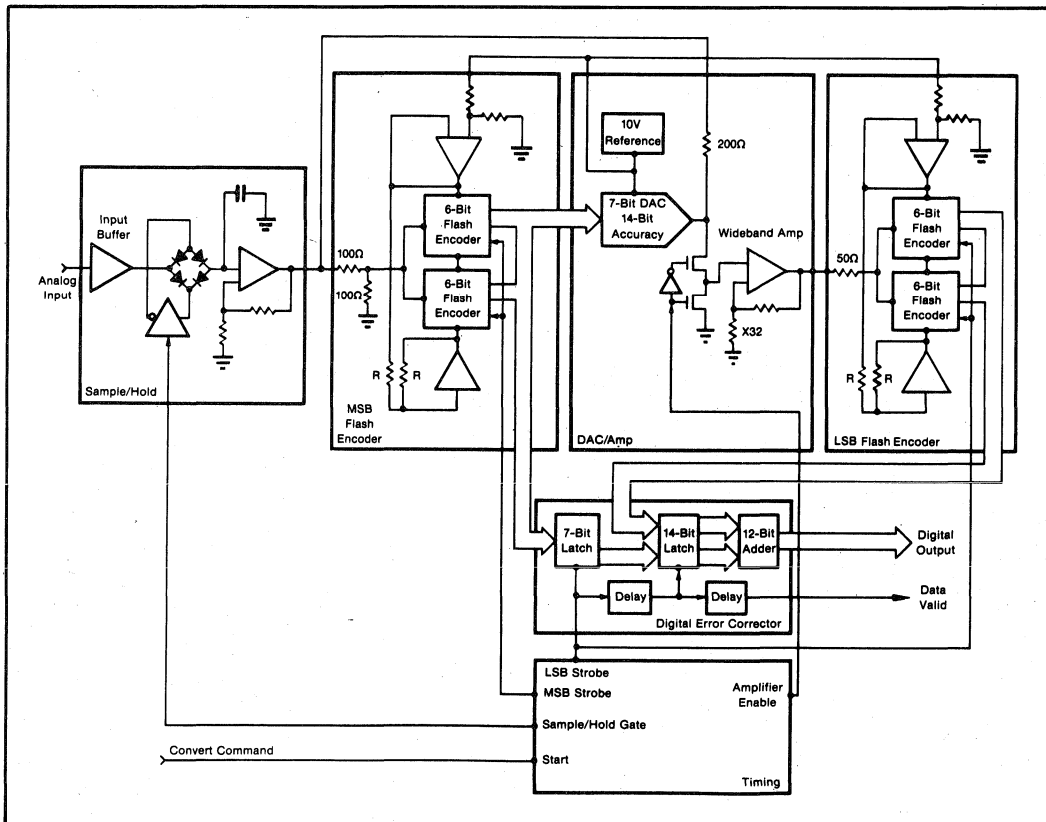 10V
Reference
200Ω
7-Bit DAC
14-Bit
Accuracy
Wideband Amp
X32
DAC/Amp
Input
Buffer
Analog
Input
Sample/Hold
100Ω
100Ω
6-Bit
Flash
Encoder
6-Bit
Flash
Encoder
R
R
MSB
Flash
Encoder
50Ω
6-Bit
Flash
Encoder
6-Bit
Flash
Encoder
R
R
LSB Flash Encoder
7-Bit
Latch
14-Bit
Latch
12-Bit
Adder
Digital
Output
Delay
Delay
Data
Valid
Digital Error Corrector
LSB Strobe
MSB Strobe
Amplifier
Enable
Sample/Hold Gate
Convert Command
Start
Timing